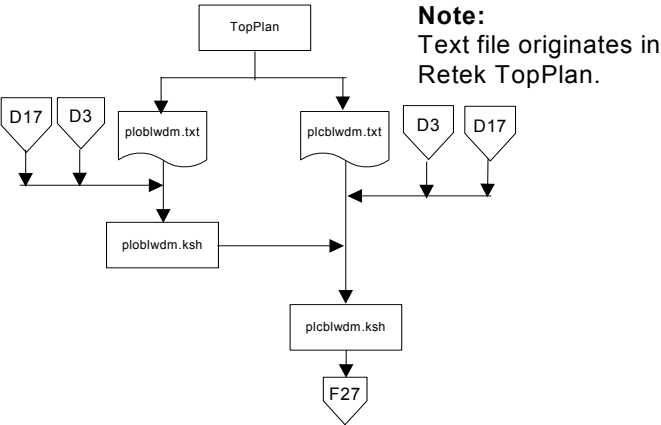 TopPlan
Note:
Text file originates in
Retek TopPlan.
D17
D3
ploblwdm.txt
plcblwdm.txt
D3
D17
ploblwdm.ksh
plcblwdm.ksh
F27